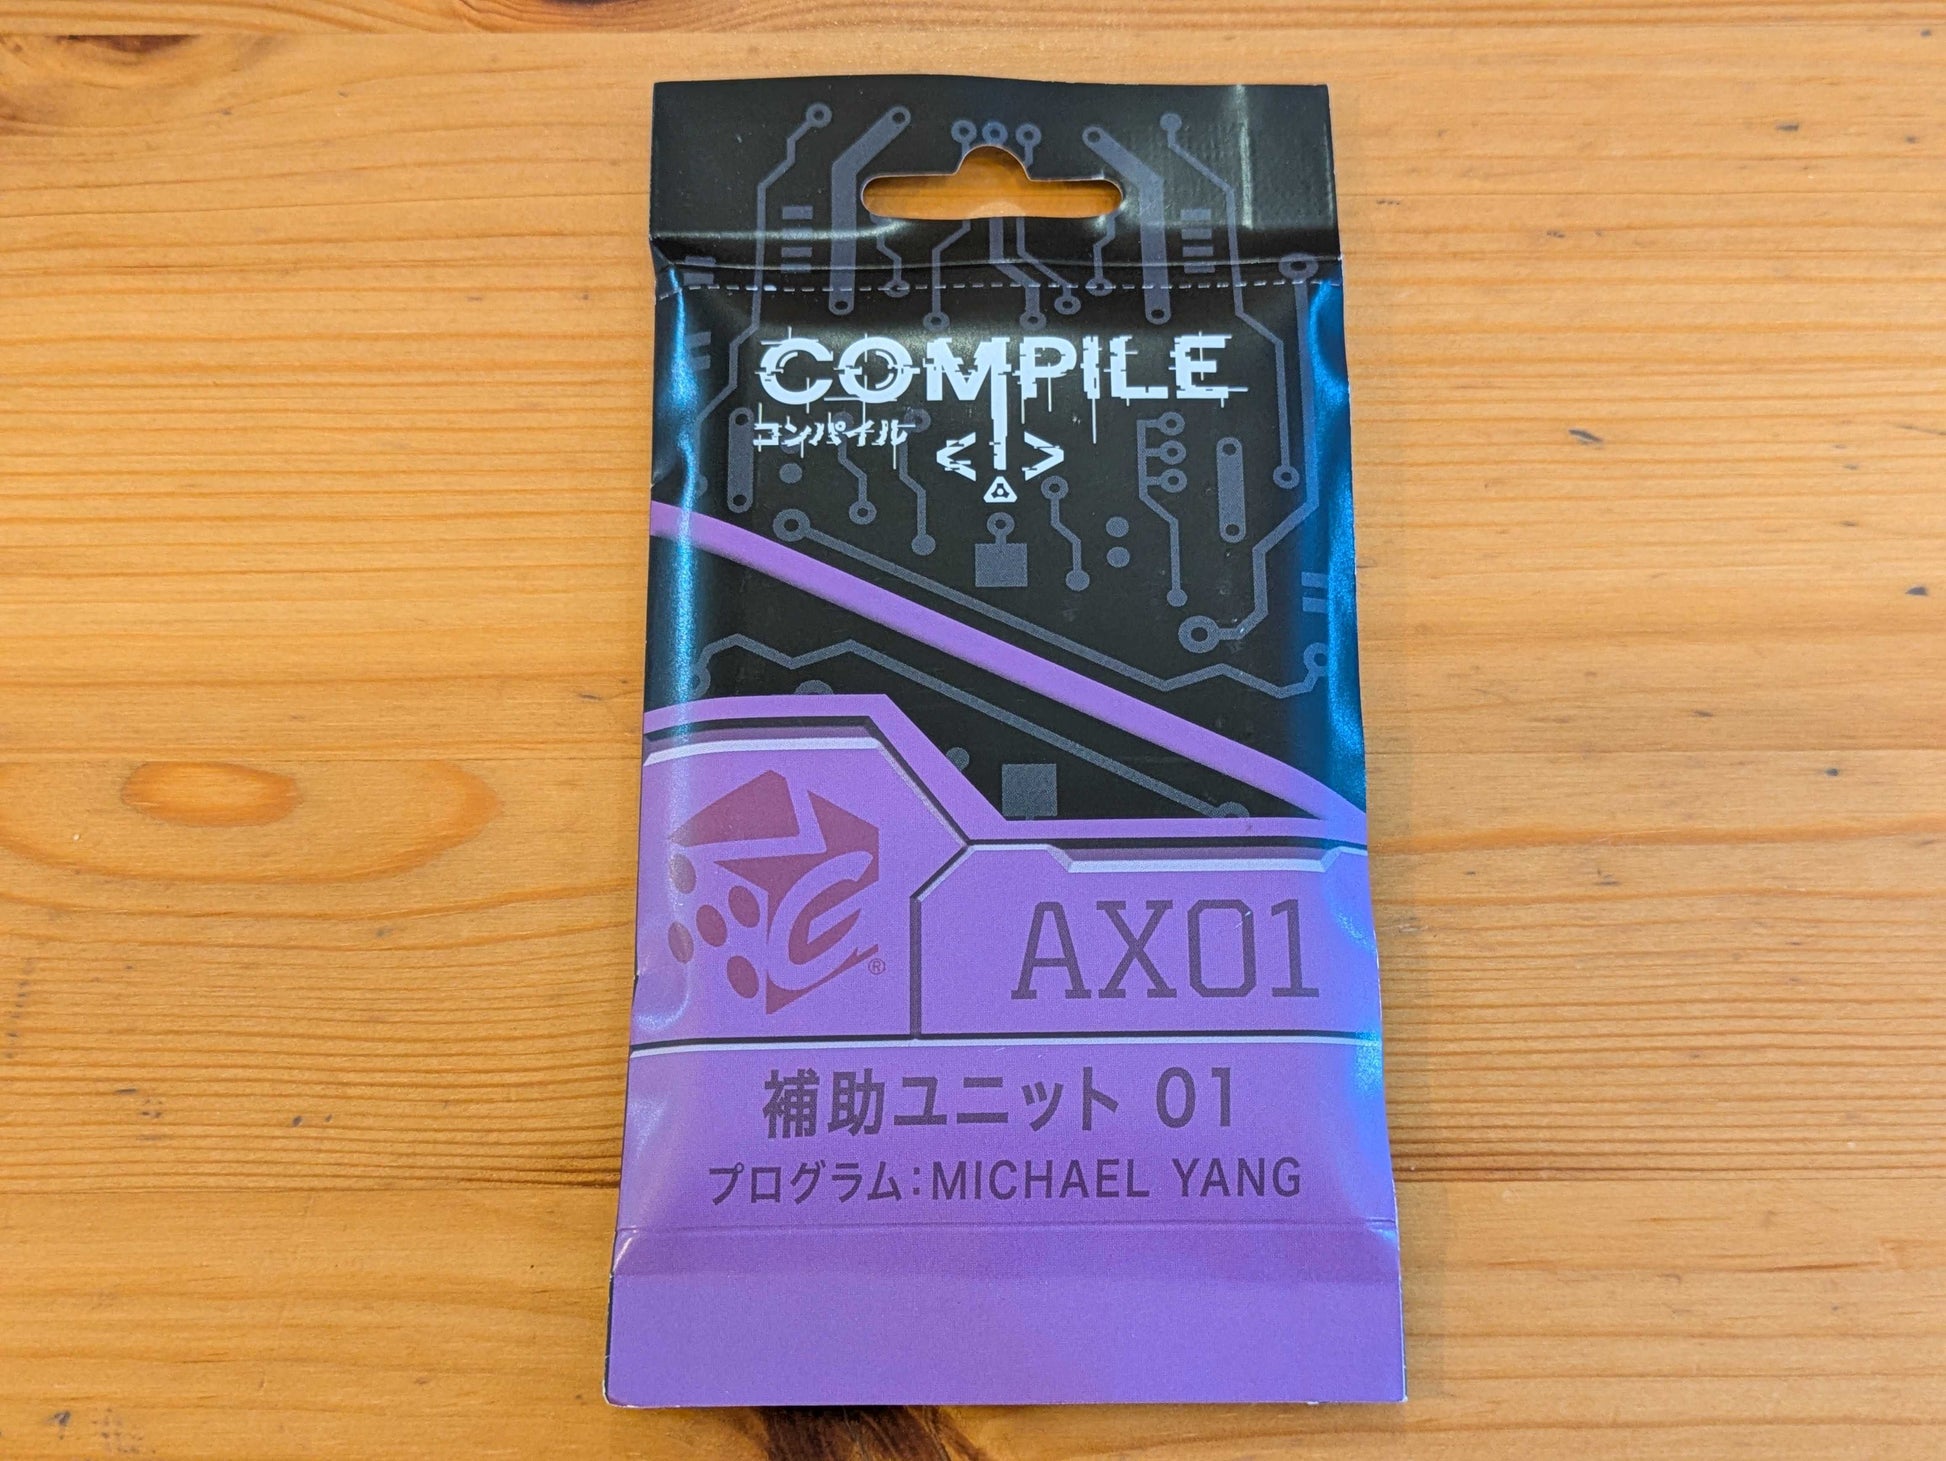 COMPILE
コンパイル
C®
AX01
補助ユニット 01
プログラム:MICHAEL YANG